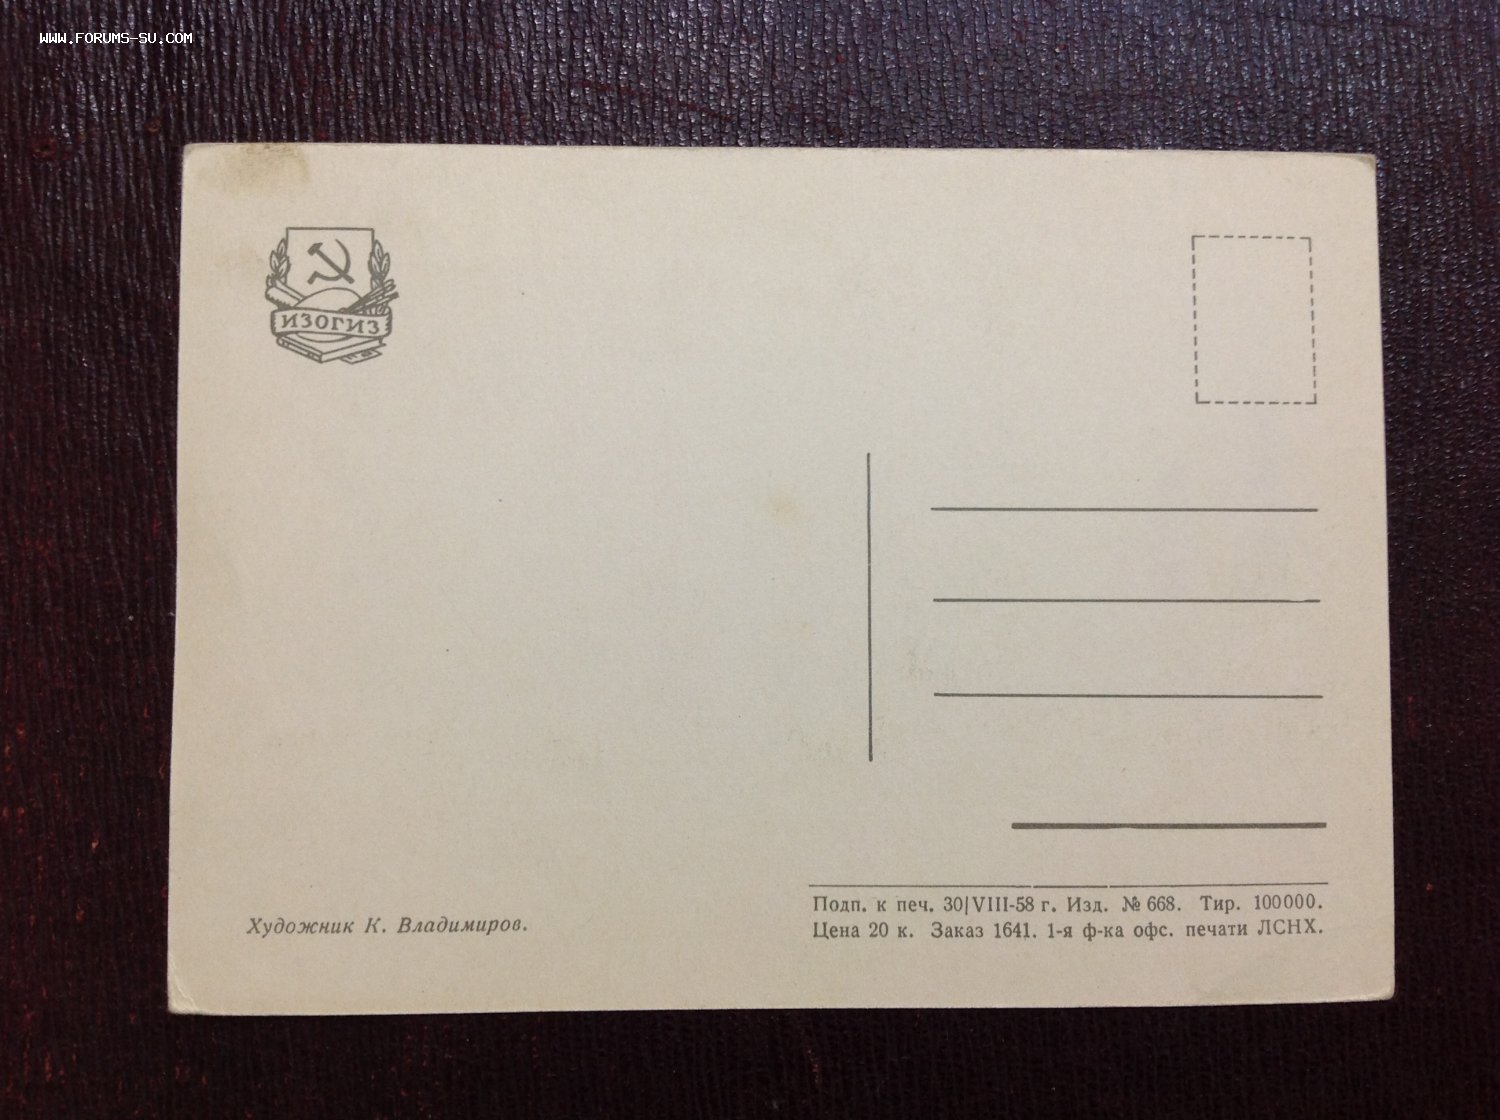 WWW.FORUMS-SU.COM
ИЗОГИЗ
Художник К. Владимиров.
Подп. к печ. 30|VIII-58 г. Изд. № 668. Тир. 100000.
Цена 20 к. Заказ 1641. 1-я ф-ка офс. печати ЛСНХ.